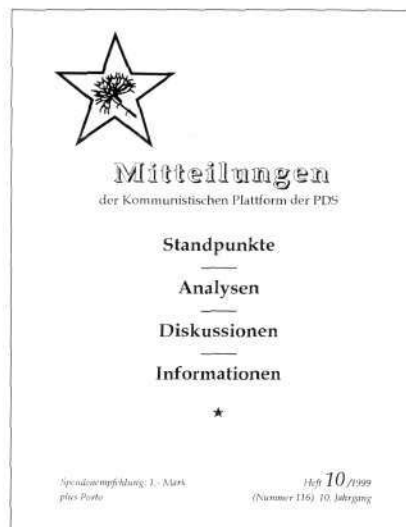 Mitteilungen
der Kommunistischen Plattform der PDS
Standpunkte
Analysen
Diskussionen
Informationen
Spendenempfehlung: 1,- Mark
plus Porto
Heft 10/1999
(Nummer 116) 10. Jahrgang